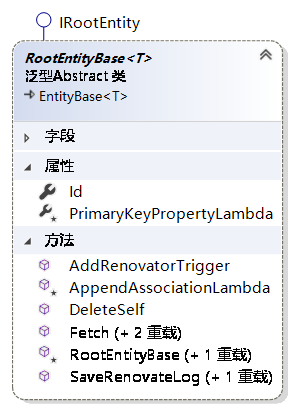 IRootEntity
RootEntityBase<T>
泛型Abstract 类
EntityBase<T>
字段
属性
Id
PrimaryKeyPropertyLambda
方法
AddRenovatorTrigger
AppendAssociationLambda
DeleteSelf
Fetch (+ 2 重载)
RootEntityBase (+ 1 重载)
SaveRenovateLog (+ 1 重载)